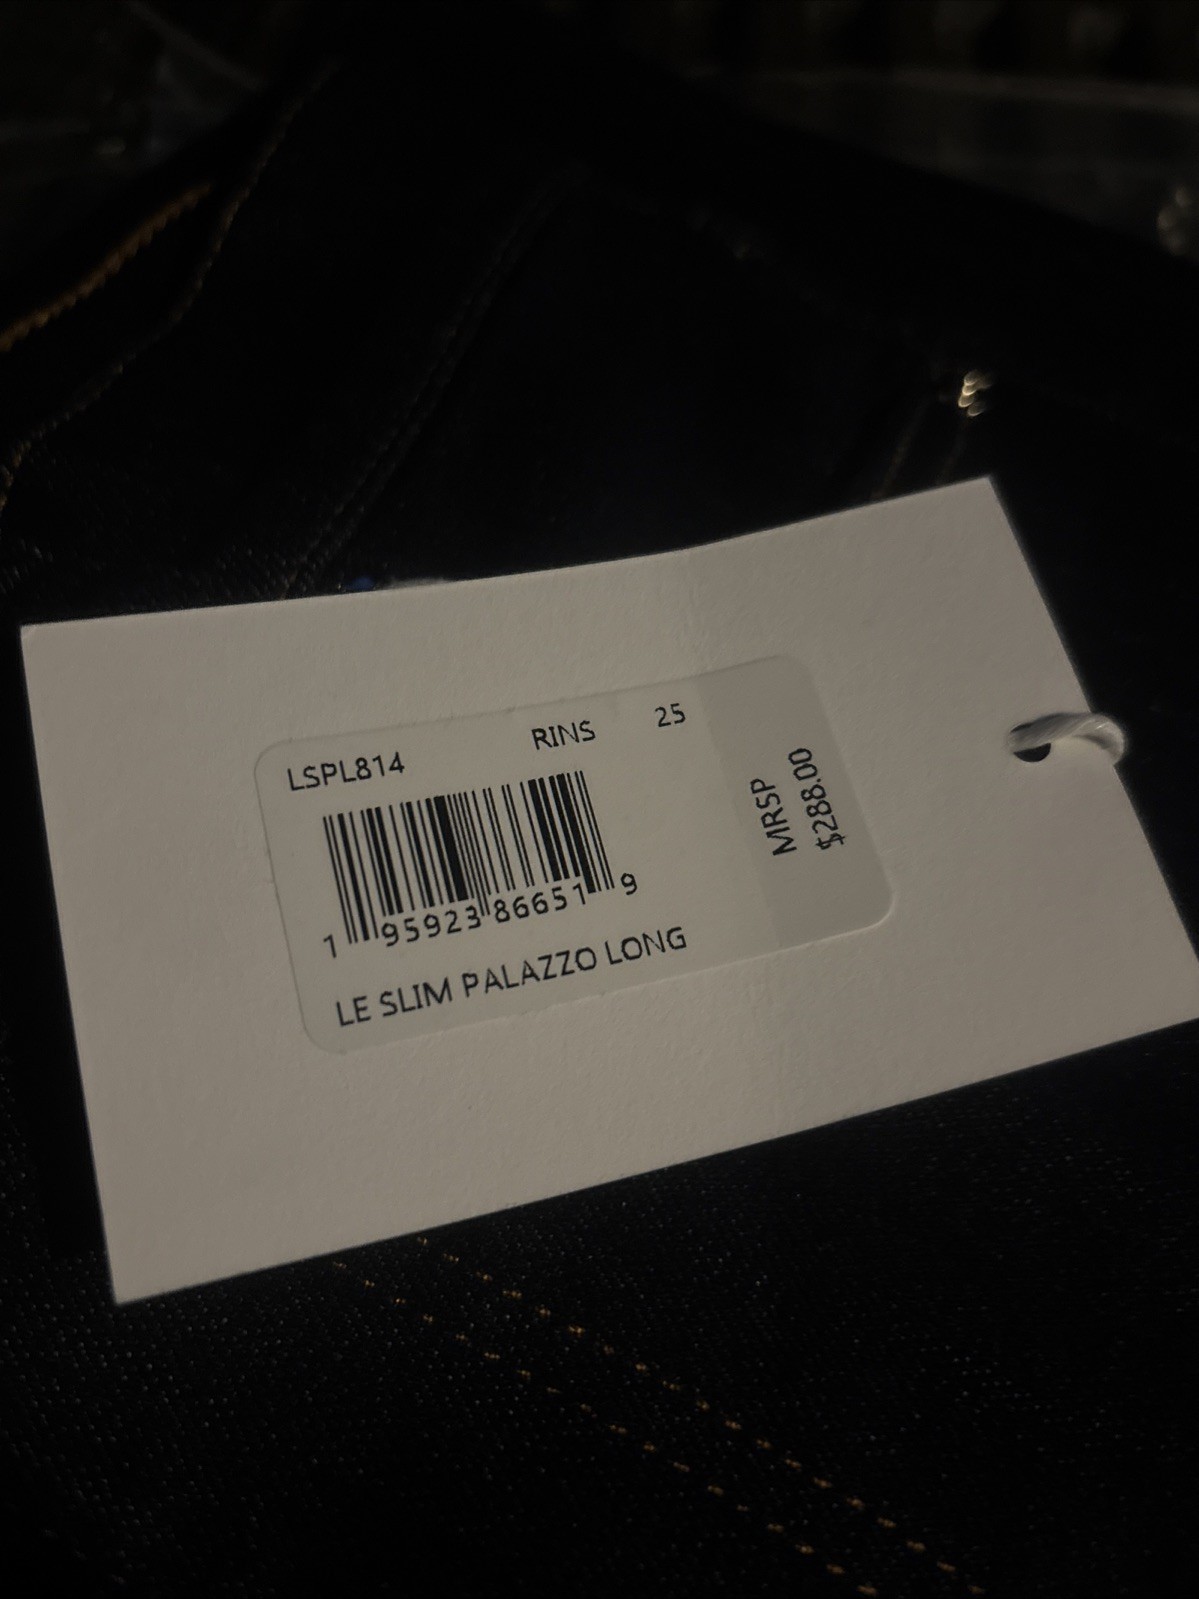 LSPL814 RINS 25
1 95923 86651 9
LE SLIM PALAZZO LONG
MRSP
$288.00